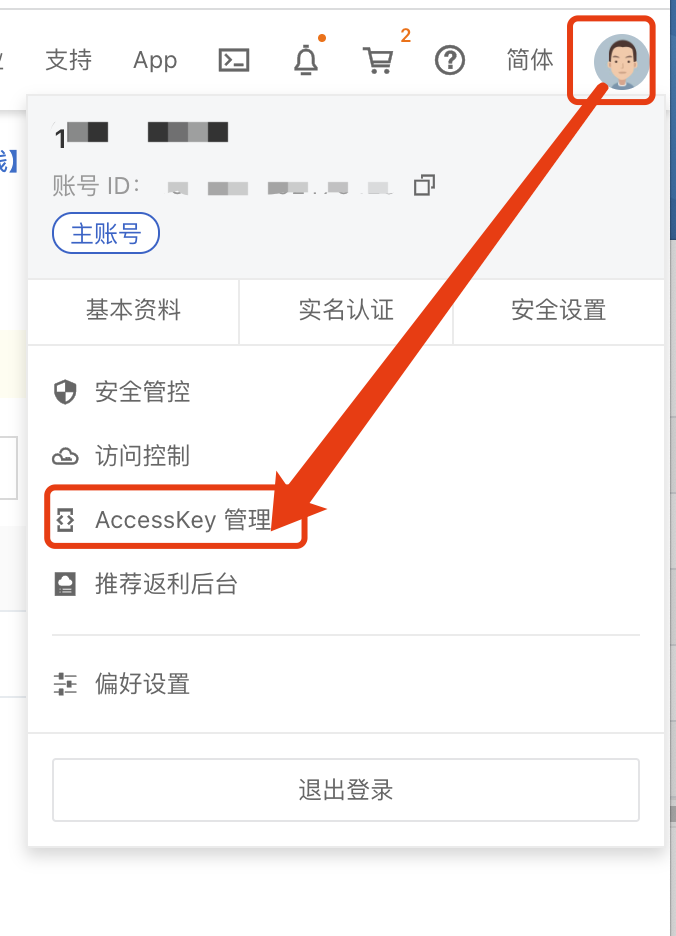 支持 App 2 简体
1
账号 ID：
主账号
基本资料 实名认证 安全设置
安全管控
访问控制
AccessKey 管理
推荐返利后台
偏好设置
退出登录